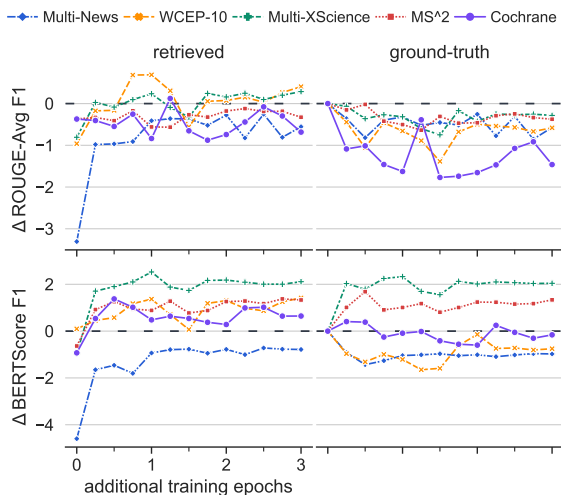 Multi-News WCEP-10 Multi-XScience MS^2 Cochrane
retrieved ground-truth
Δ ROUGE-Avg F1
0
−1
−2
−3
Δ BERTScore F1
2
0
−2
−4
0 1 2 3
additional training epochs